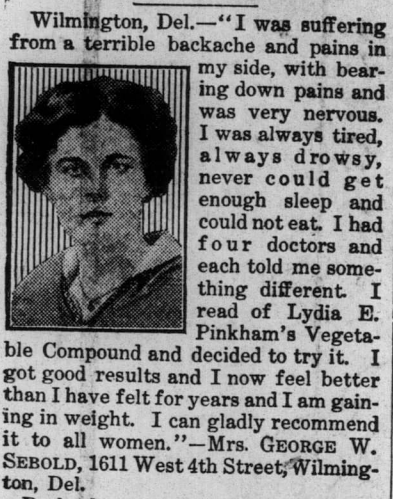 Wilmington, Del.—"I was suffering
from a terrible backache and pains in
my side, with bear-
ing down pains and
was very nervous.
I was always tired,
always drowsy,
never could get
enough sleep and
could not eat. I had
four doctors and
each told me some-
thing different. I
read of Lydia E.
Pinkham's Vegeta-
ble Compound and decided to try it. I
got good results and I now feel better
than I have felt for years and I am gain-
ing in weight. I can gladly recommend
it to all women."—Mrs. GEORGE W.
SEBOLD, 1611 West 4th Street, Wilming-
ton, Del.